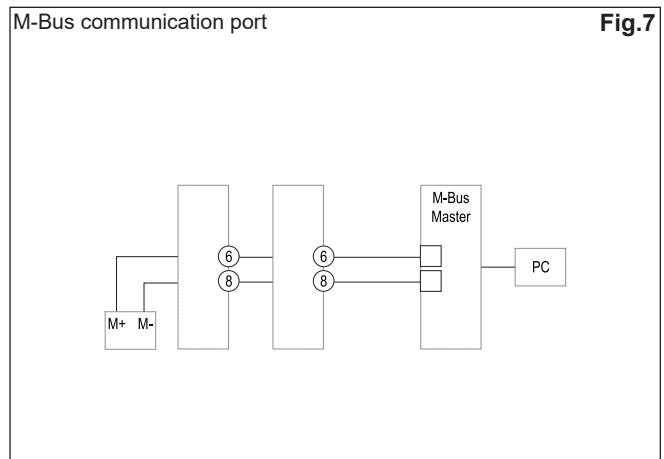 M-Bus communication port
Fig.7
M-Bus
Master
6
6
8
8
PC
M+ M-